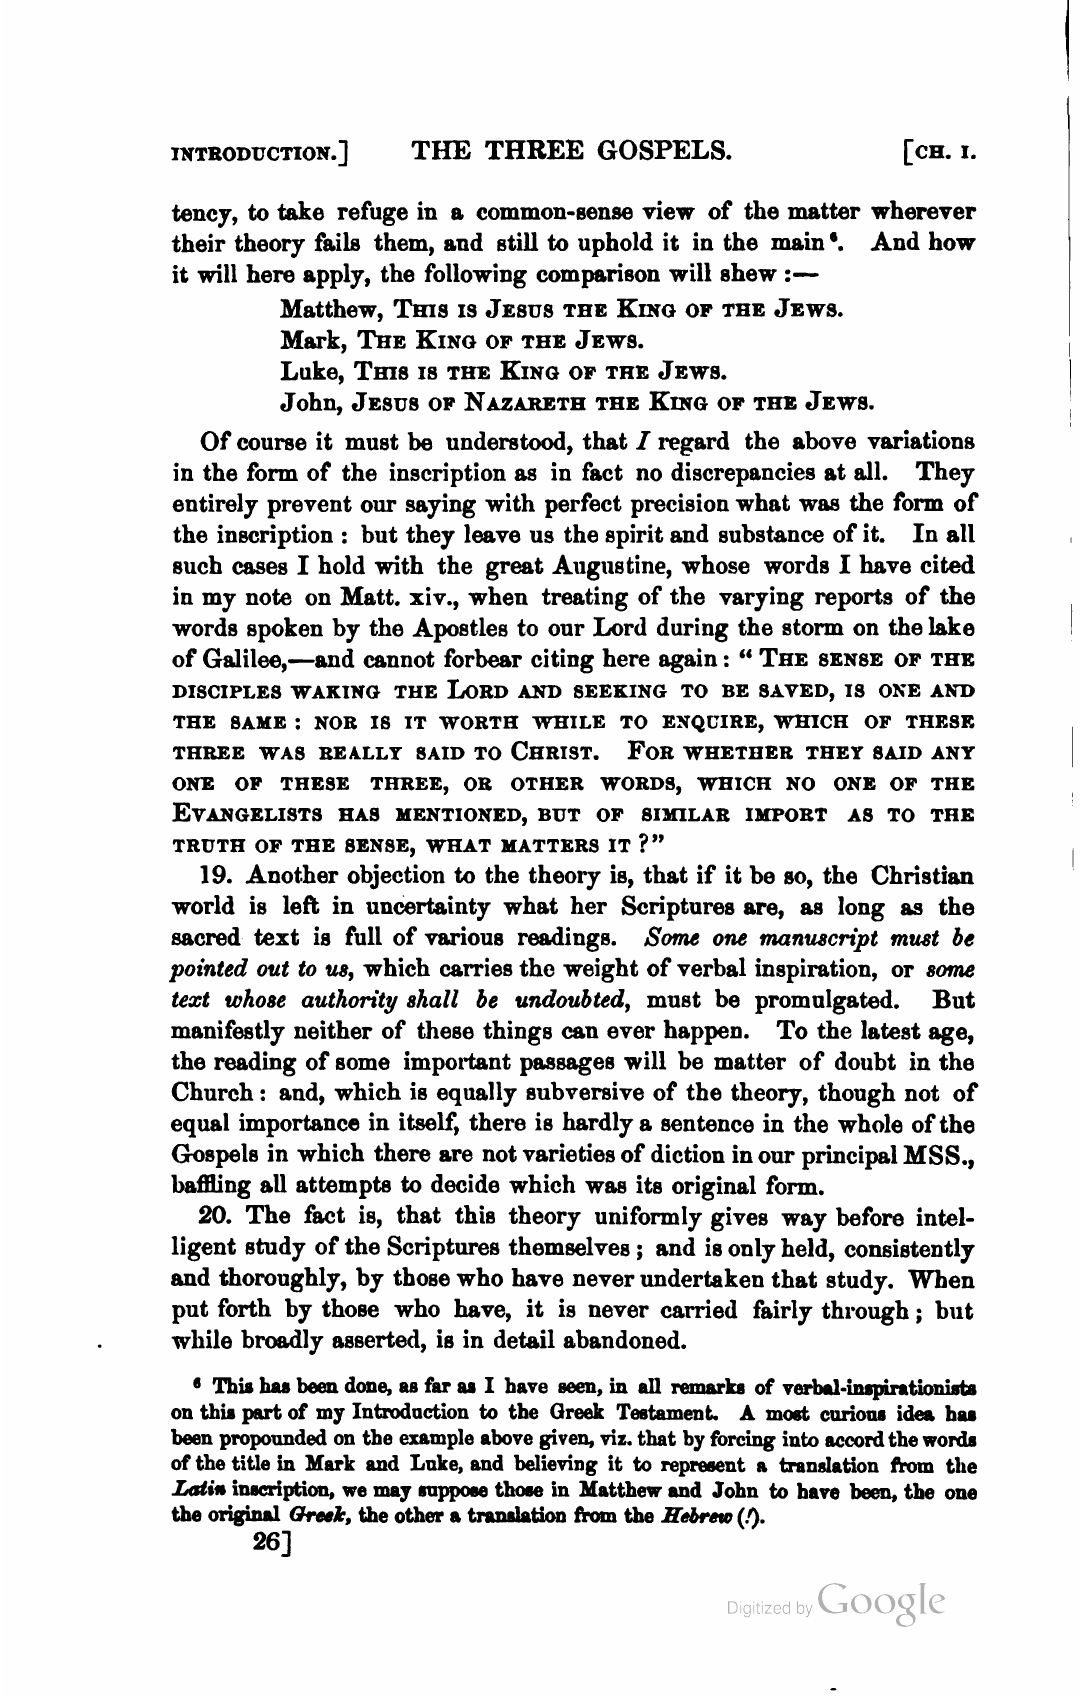 INTRODUCTION.] THE THREE GOSPELS. [CH. I.
tency, to take refuge in a common-sense view of the matter wherever
their theory fails them, and still to uphold it in the main⁶. And how
it will here apply, the following comparison will shew :—
Matthew, THIS IS JESUS THE KING OF THE JEWS.
Mark, THE KING OF THE JEWS.
Luke, THIS IS THE KING OF THE JEWS.
John, JESUS OF NAZARETH THE KING OF THE JEWS.
Of course it must be understood, that I regard the above variations
in the form of the inscription as in fact no discrepancies at all. They
entirely prevent our saying with perfect precision what was the form of
the inscription : but they leave us the spirit and substance of it. In all
such cases I hold with the great Augustine, whose words I have cited
in my note on Matt. xiv., when treating of the varying reports of the
words spoken by the Apostles to our Lord during the storm on the lake
of Galilee,—and cannot forbear citing here again : “ THE SENSE OF THE
DISCIPLES WAKING THE LORD AND SEEKING TO BE SAVED, IS ONE AND
THE SAME : NOR IS IT WORTH WHILE TO ENQUIRE, WHICH OF THESE
THREE WAS REALLY SAID TO CHRIST. FOR WHETHER THEY SAID ANY
ONE OF THESE THREE, OR OTHER WORDS, WHICH NO ONE OF THE
EVANGELISTS HAS MENTIONED, BUT OF SIMILAR IMPORT AS TO THE
TRUTH OF THE SENSE, WHAT MATTERS IT ?”
19. Another objection to the theory is, that if it be so, the Christian
world is left in uncertainty what her Scriptures are, as long as the
sacred text is full of various readings. Some one manuscript must be
pointed out to us, which carries the weight of verbal inspiration, or some
text whose authority shall be undoubted, must be promulgated. But
manifestly neither of these things can ever happen. To the latest age,
the reading of some important passages will be matter of doubt in the
Church : and, which is equally subversive of the theory, though not of
equal importance in itself, there is hardly a sentence in the whole of the
Gospels in which there are not varieties of diction in our principal MSS.,
baffling all attempts to decide which was its original form.
20. The fact is, that this theory uniformly gives way before intel-
ligent study of the Scriptures themselves ; and is only held, consistently
and thoroughly, by those who have never undertaken that study. When
put forth by those who have, it is never carried fairly through ; but
while broadly asserted, is in detail abandoned.
⁶ This has been done, as far as I have seen, in all remarks of verbal-inspirationists
on this part of my Introduction to the Greek Testament. A most curious idea has
been propounded on the example above given, viz. that by forcing into accord the words
of the title in Mark and Luke, and believing it to represent a translation from the
Latin inscription, we may suppose those in Matthew and John to have been, the one
the original Greek, the other a translation from the Hebrew (!).
26]
Digitized by Google